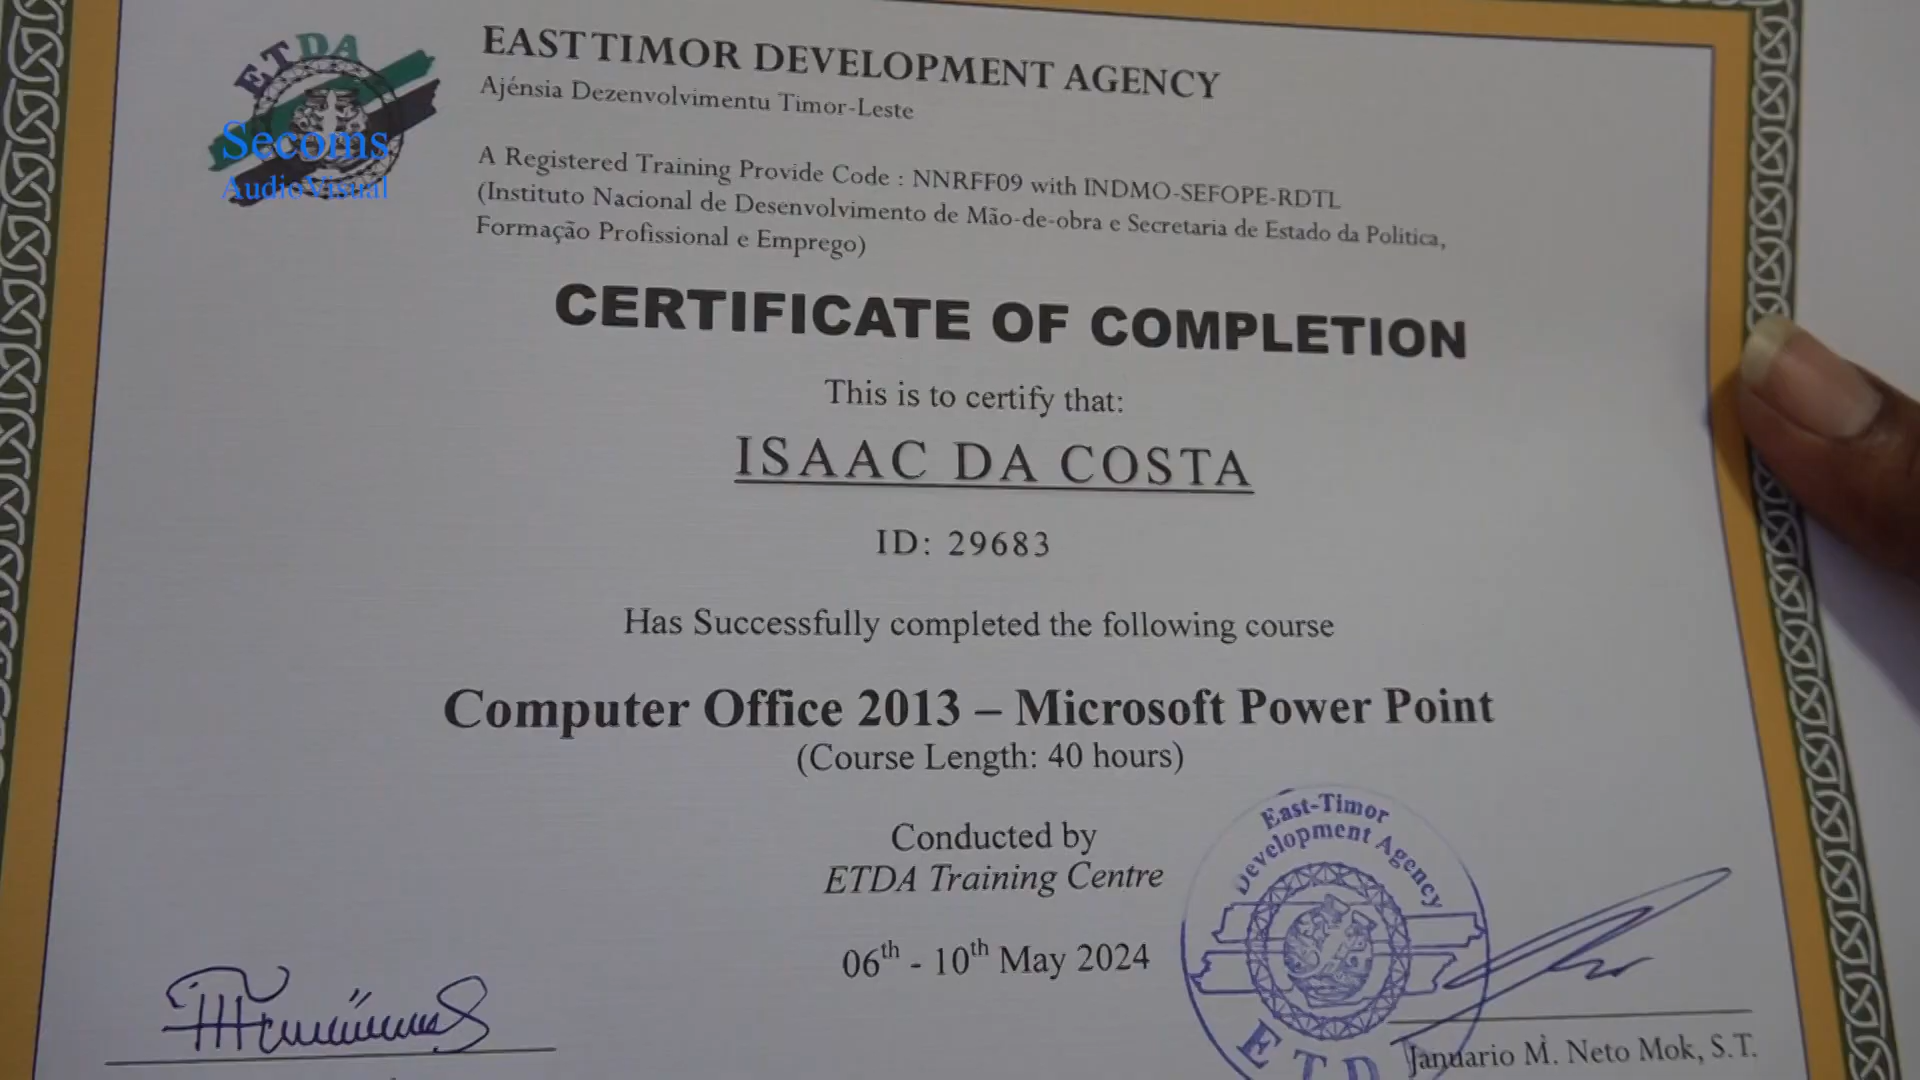 ETDA
Secoms
AudioVisual
EAST TIMOR DEVELOPMENT AGENCY
Ajénsia Dezenvolvimentu Timor-Leste
A Registered Training Provide Code : NNRFF09 with INDMO-SEFOPE-RDTL
(Instituto Nacional de Desenvolvimento de Mão-de-obra e Secretaria de Estado da Politica,
Formação Profissional e Emprego)
CERTIFICATE OF COMPLETION
This is to certify that:
ISAAC DA COSTA
ID: 29683
Has Successfully completed the following course
Computer Office 2013 – Microsoft Power Point
(Course Length: 40 hours)
Conducted by
ETDA Training Centre
06th - 10th May 2024
East-Timor
Development Agency
ETD
Januario M. Neto Mok, S.T.